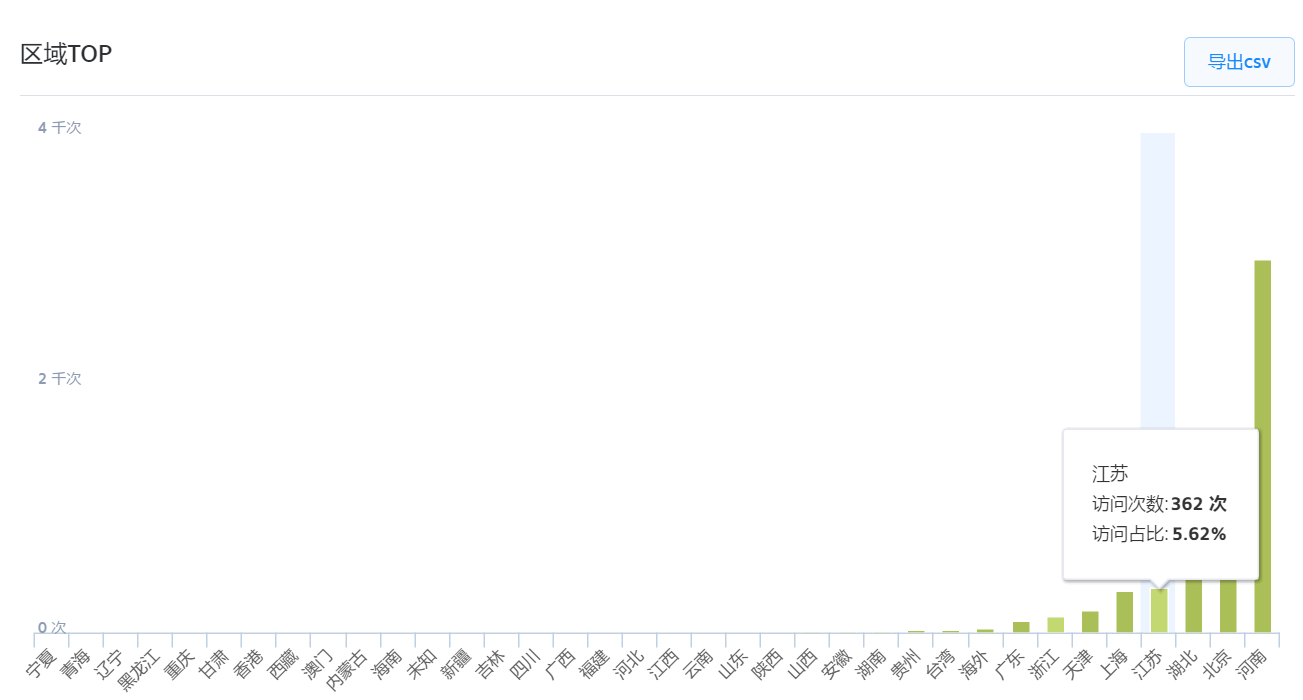 区域TOP
导出csv
4 千次
2 千次
江苏
访问次数: 362 次
访问占比: 5.62%
0 次
宁夏
青海
辽宁
黑龙江
重庆
甘肃
香港
西藏
澳门
内蒙古
海南
未知
新疆
吉林
四川
广西
福建
河北
江西
云南
山东
陕西
山西
安徽
湖南
贵州
台湾
海外
广东
浙江
天津
上海
江苏
湖北
北京
河南